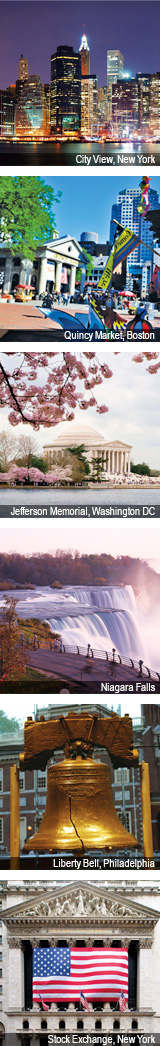 City View, New York
Quincy Market, Boston
Jefferson Memorial, Washington DC
Niagara Falls
Liberty Bell, Philadelphia
Stock Exchange, New York